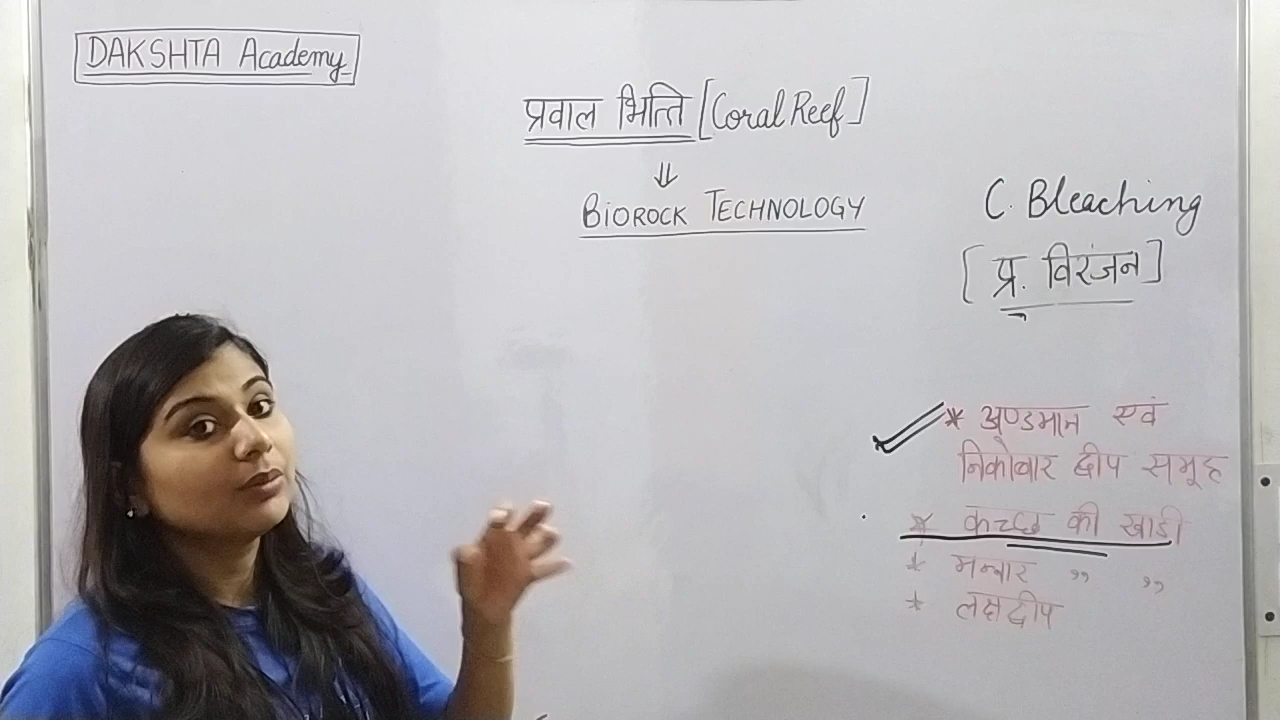 DAKSHTA Academy
प्रवाल भित्ति [Coral Reef]
⇓
BIOROCK TECHNOLOGY
C. Bleaching
[प्र. विरंजन]
* अण्डमान एवं
निकोबार द्वीप समूह
* कच्छ की खाडी
* मन्नार ,, ,,
* लक्षद्वीप